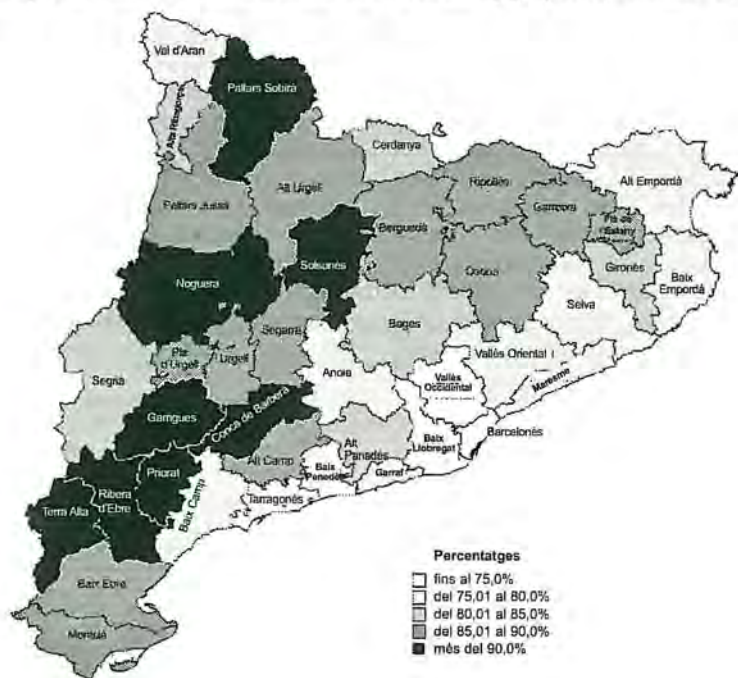 Val d'Aran
Pallars Sobirà
Alta Ribagorça
Cerdanya
Alt Urgell
Ripollès
Alt Empordà
Pallars Jussà
Garrotxa
Pla de
l'Estany
Berguedà
Solsonès
Osona
Gironès
Baix
Empordà
Noguera
Selva
Segarra
Bages
Pla
d'Urgell
Urgell
Vallès Oriental
Segrià
Anoia
Vallès
Occidental
Maresme
Garrigues
Conca de Barberà
Baix
Llobregat
Barcelonès
Alt
Penedès
Alt Camp
Priorat
Baix
Penedès
Garraf
Ribera
d'Ebre
Terra Alta
Baix Camp
Tarragonès
Baix Ebre
Montsià
Percentatges
fins al 75,0%
del 75,01 al 80,0%
del 80,01 al 85,0%
del 85,01 al 90,0%
més del 90,0%